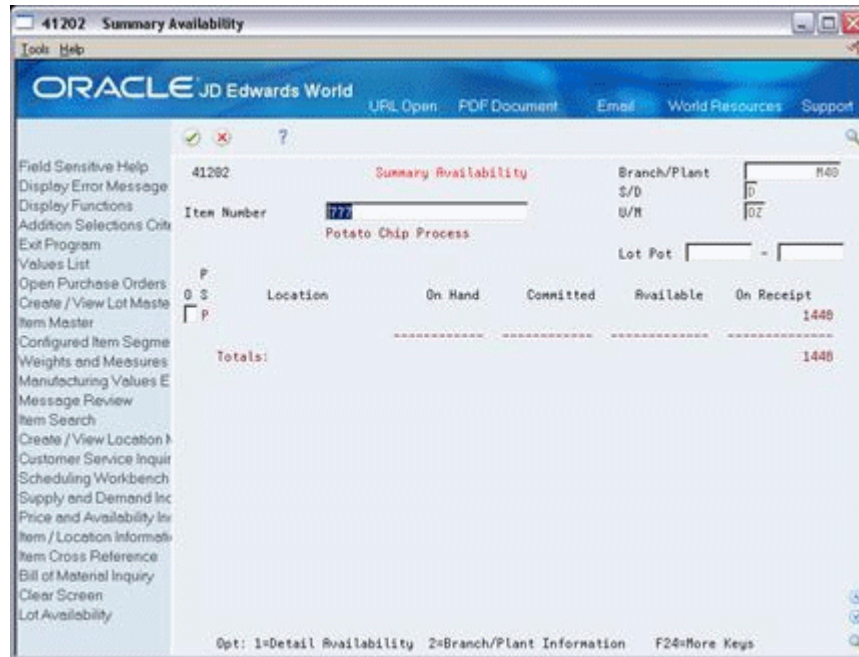 41202 Summary Availability
Tools Help
ORACLE JD Edwards World
URL Open PDF Document Email World Resources Support
?
41202 Summary Availability Branch/Plant M40
S/D D
Item Number 777 U/M OZ
Potato Chip Process
Lot Pot -
P
O S Location On Hand Committed Available On Receipt
P 1440
Totals: 1440
Field Sensitive Help
Display Error Message
Display Functions
Addition Selections Crite
Exit Program
Values List
Open Purchase Orders
Create / View Lot Maste
Item Master
Configured Item Segme
Weights and Measures
Manufacturing Values E
Message Review
Item Search
Create / View Location M
Customer Service Inquir
Scheduling Workbench
Supply and Demand Inq
Price and Availability Inq
Item / Location Informati
Item Cross Reference
Bill of Material Inquiry
Clear Screen
Lot Availability
Opt: 1=Detail Availability 2=Branch/Plant Information F24=More Keys